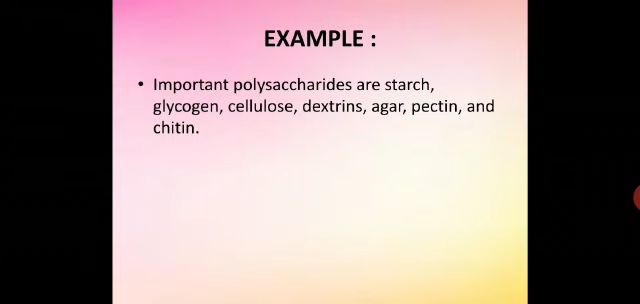 EXAMPLE :
• Important polysaccharides are starch,
glycogen, cellulose, dextrins, agar, pectin, and
chitin.